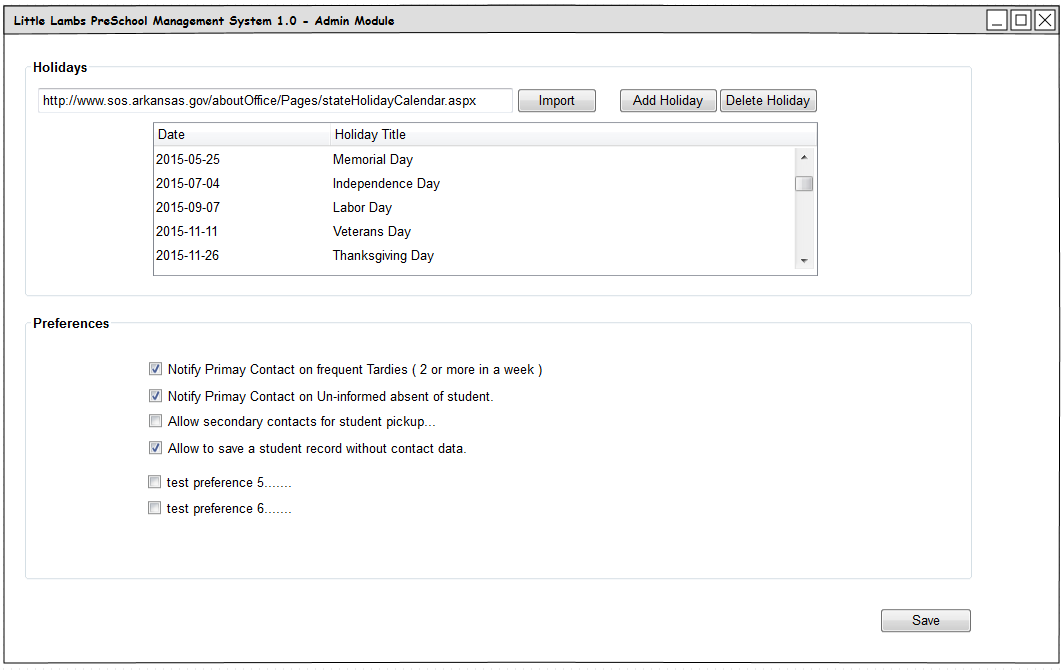 Little Lambs PreSchool Management System 1.0 - Admin Module
Holidays
http://www.sos.arkansas.gov/aboutOffice/Pages/stateHolidayCalendar.aspx Import Add Holiday Delete Holiday
Date Holiday Title
2015-05-25 Memorial Day
2015-07-04 Independence Day
2015-09-07 Labor Day
2015-11-11 Veterans Day
2015-11-26 Thanksgiving Day
Preferences
Notify Primay Contact on frequent Tardies ( 2 or more in a week )
Notify Primay Contact on Un-informed absent of student.
Allow secondary contacts for student pickup...
Allow to save a student record without contact data.
test preference 5.......
test preference 6.......
Save